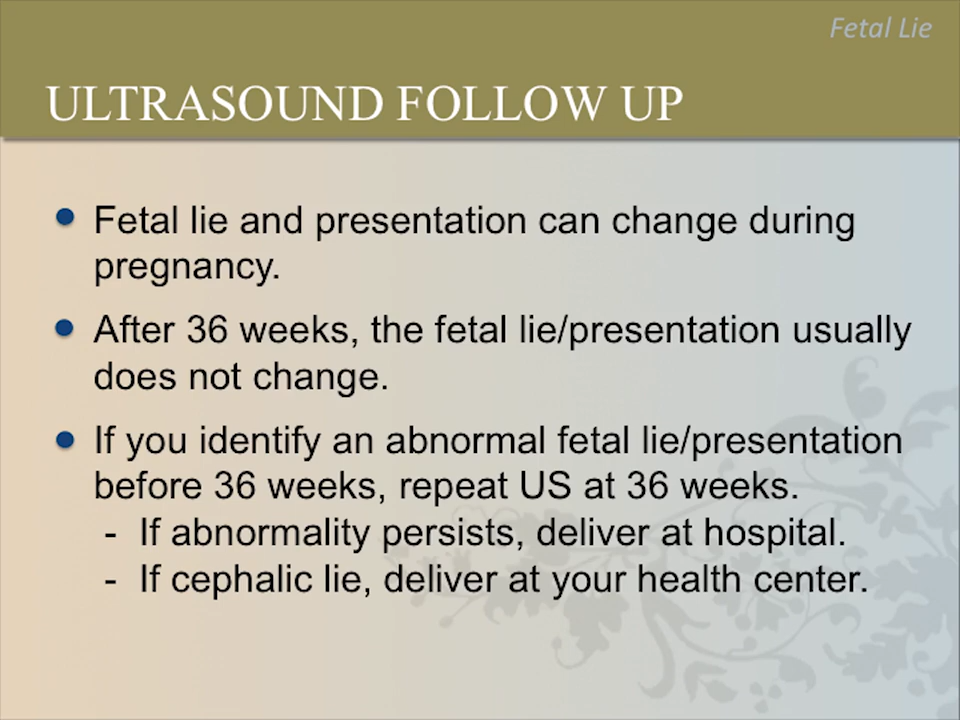 Fetal Lie
ULTRASOUND FOLLOW UP
● Fetal lie and presentation can change during
pregnancy.
● After 36 weeks, the fetal lie/presentation usually
does not change.
● If you identify an abnormal fetal lie/presentation
before 36 weeks, repeat US at 36 weeks.
- If abnormality persists, deliver at hospital.
- If cephalic lie, deliver at your health center.